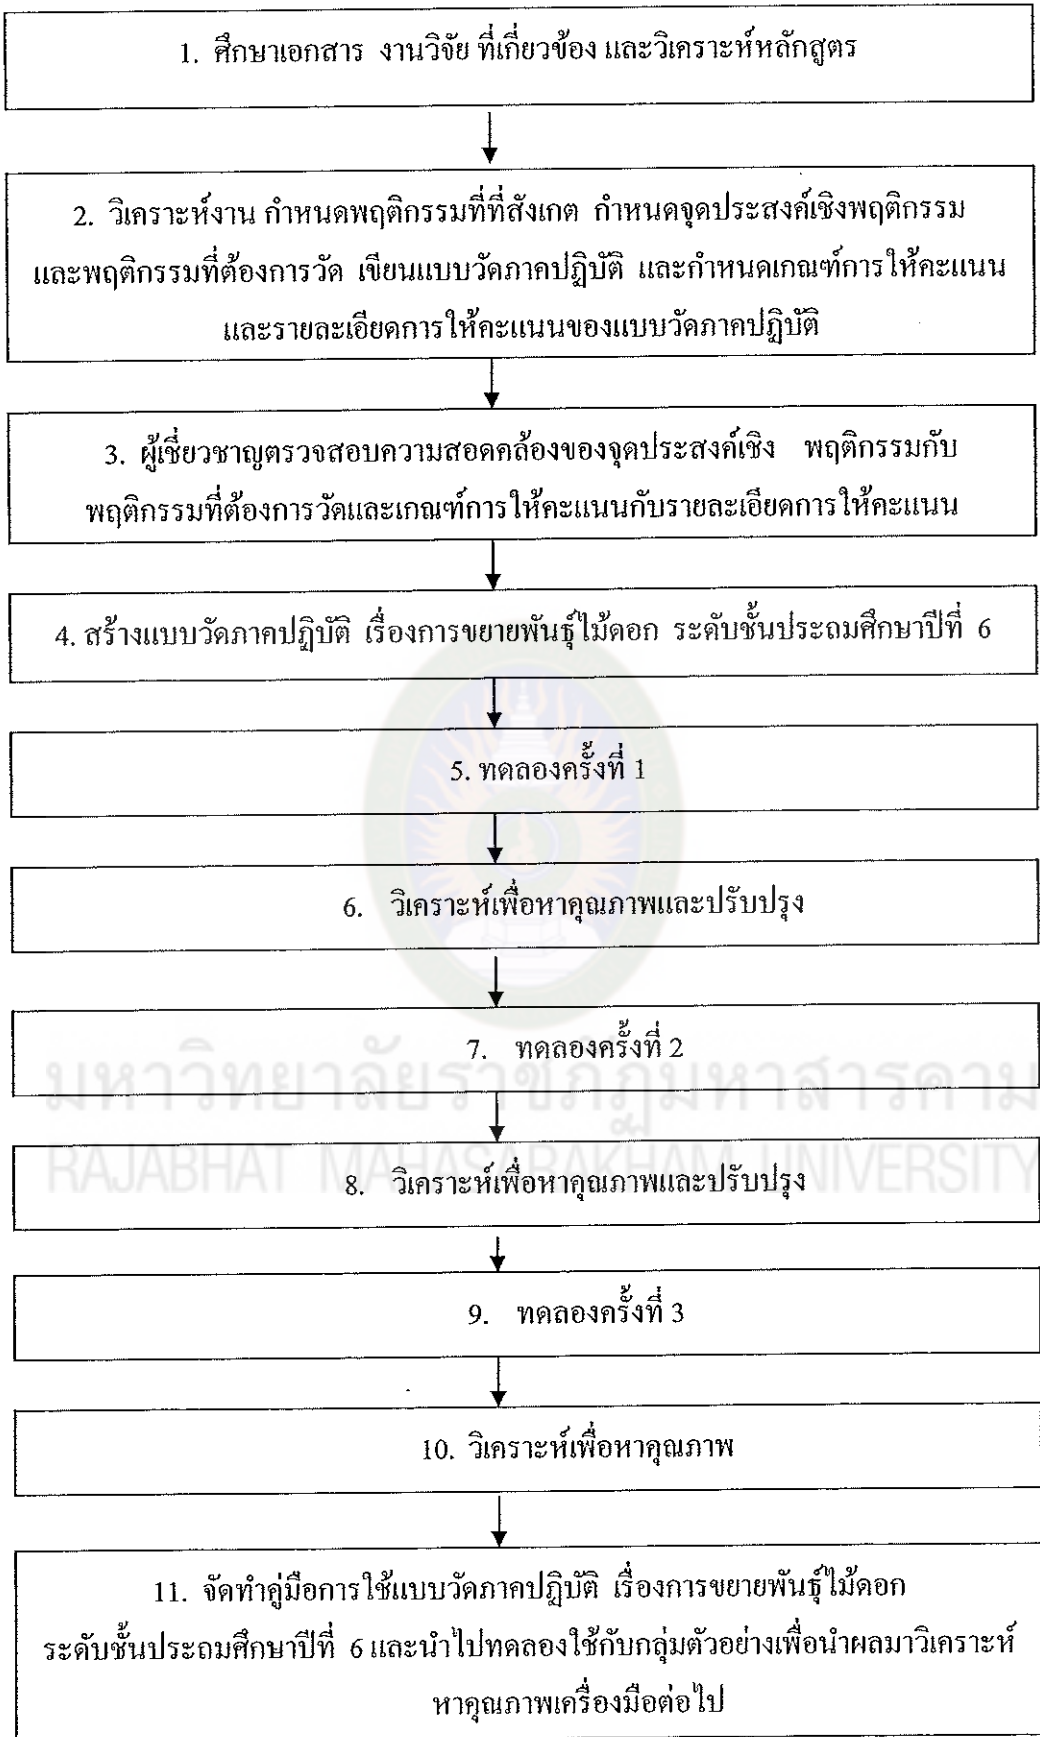 1. ศึกษาเอกสาร งานวิจัย ที่เกี่ยวข้อง และวิเคราะห์หลักสูตร
2. วิเคราะห์งาน กำหนดพฤติกรรมที่ที่สังเกต กำหนดจุดประสงค์เชิงพฤติกรรม
และพฤติกรรมที่ต้องการวัด เขียนแบบวัดภาคปฏิบัติ และกำหนดเกณฑ์การให้คะแนน
และรายละเอียดการให้คะแนนของแบบวัดภาคปฏิบัติ
3. ผู้เชี่ยวชาญตรวจสอบความสอดคล้องของจุดประสงค์เชิง พฤติกรรมกับ
พฤติกรรมที่ต้องการวัดและเกณฑ์การให้คะแนนกับรายละเอียดการให้คะแนน
4. สร้างแบบวัดภาคปฏิบัติ เรื่องการขยายพันธุ์ไม้ดอก ระดับชั้นประถมศึกษาปีที่ 6
5. ทดลองครั้งที่ 1
6. วิเคราะห์เพื่อหาคุณภาพและปรับปรุง
7. ทดลองครั้งที่ 2
มหาวิทยาลัยราชภัฏมหาสารคาม
RAJABHAT MAHASARAKHAM UNIVERSITY
8. วิเคราะห์เพื่อหาคุณภาพและปรับปรุง
9. ทดลองครั้งที่ 3
10. วิเคราะห์เพื่อหาคุณภาพ
11. จัดทำคู่มือการใช้แบบวัดภาคปฏิบัติ เรื่องการขยายพันธุ์ไม้ดอก
ระดับชั้นประถมศึกษาปีที่ 6 และนำไปทดลองใช้กับกลุ่มตัวอย่างเพื่อนำผลมาวิเคราะห์
หาคุณภาพเครื่องมือต่อไป